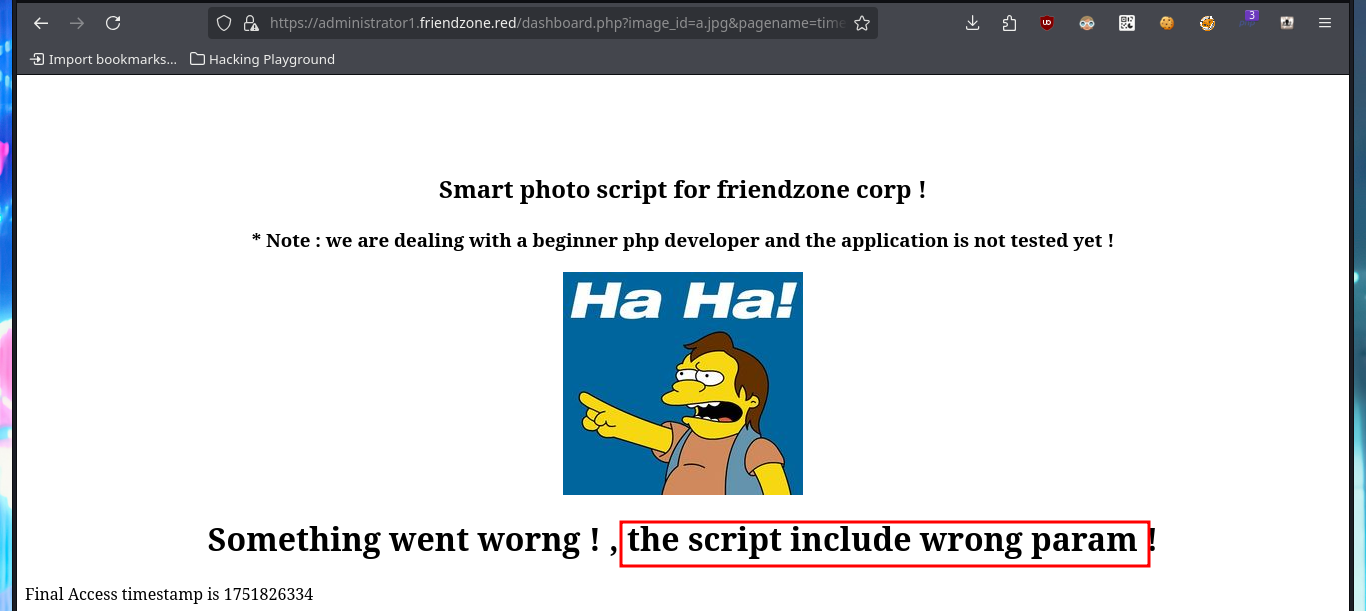 https://administrator1.friendzone.red/dashboard.php?image_id=a.jpg&pagename=time
3
Import bookmarks... Hacking Playground
Smart photo script for friendzone corp !
* Note : we are dealing with a beginner php developer and the application is not tested yet !
Ha Ha!
Something went worng ! , the script include wrong param !
Final Access timestamp is 1751826334